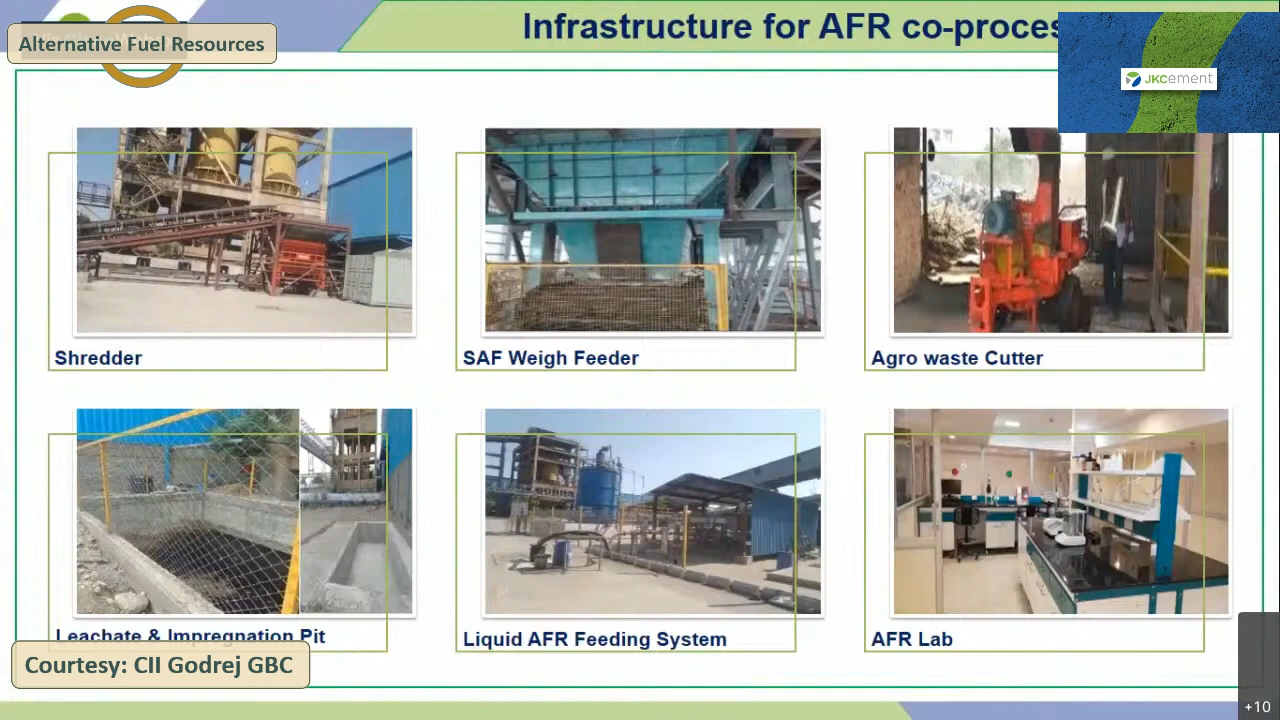 Infrastructure for AFR co-proces
Alternative Fuel Resources
JKCement
Shredder
SAF Weigh Feeder
Agro waste Cutter
Leachate & Impregnation Pit
Liquid AFR Feeding System
AFR Lab
Courtesy: CII Godrej GBC
+10